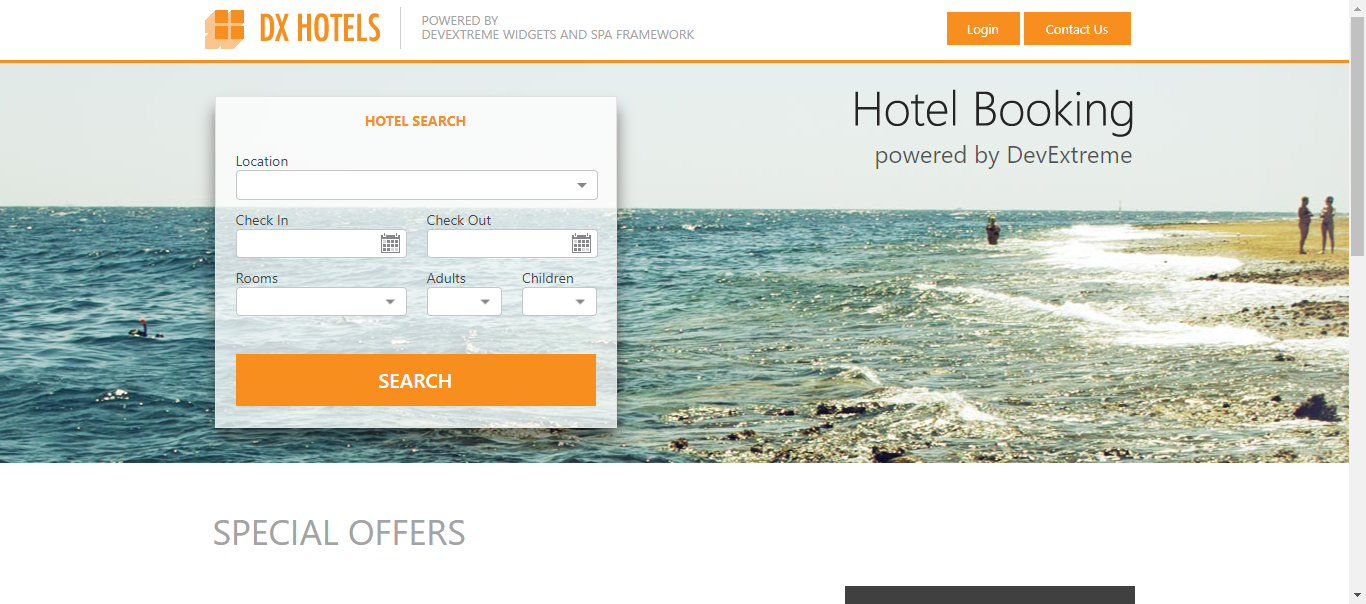 DX HOTELS
POWERED BY
DEVEXTREME WIDGETS AND SPA FRAMEWORK
Login
Contact Us
Hotel Booking
powered by DevExtreme
HOTEL SEARCH
Location
Check In
Check Out
Rooms
Adults
Children
SEARCH
SPECIAL OFFERS